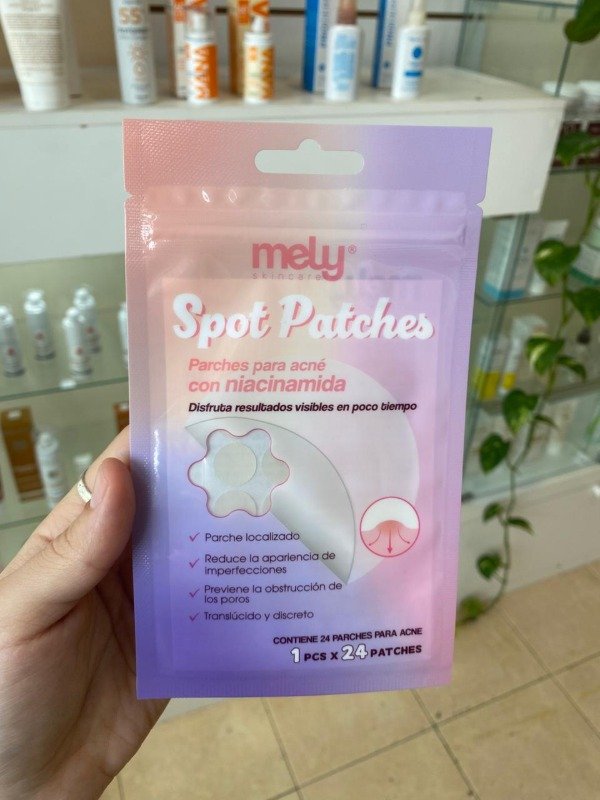 55
MANA
mely®
skincare
Spot Patches
Parches para acné
con niacinamida
Disfruta resultados visibles en poco tiempo
✓ Parche localizado
✓ Reduce la apariencia de
imperfecciones
✓ Previene la obstrucción de
los poros
✓ Translúcido y discreto
CONTIENE 24 PARCHES PARA ACNE
1 PCS X 24 PATCHES